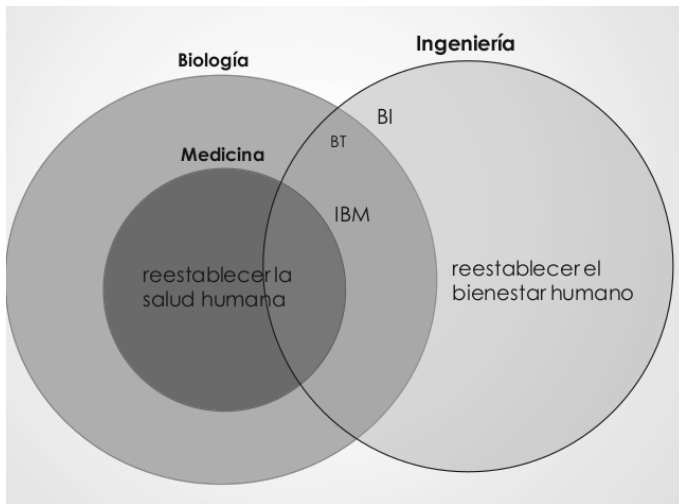 Ingeniería
Biología
BI
BT
Medicina
IBM
reestablecer la
salud humana
reestablecer el
bienestar humano